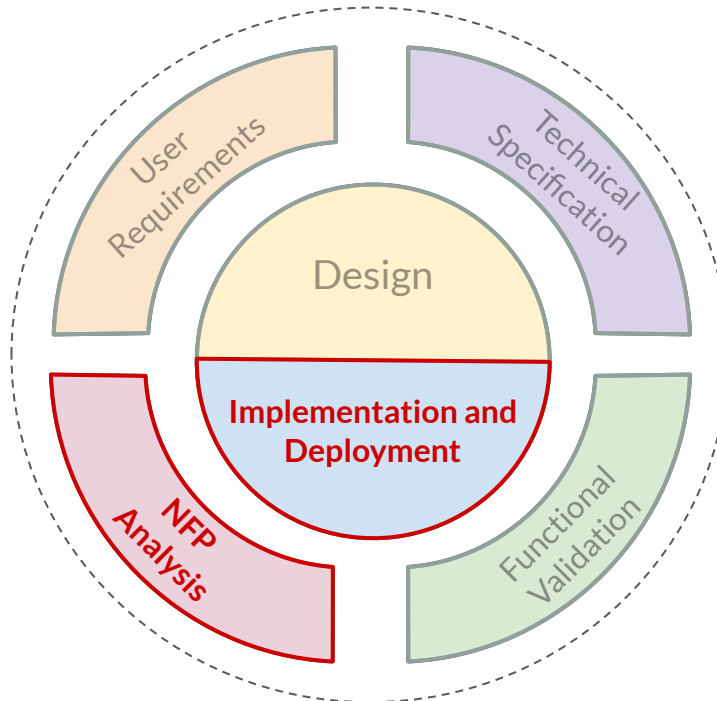 User
Requirements
Technical
Specification
Design
Implementation and
Deployment
NFP
Analysis
Functional
Validation